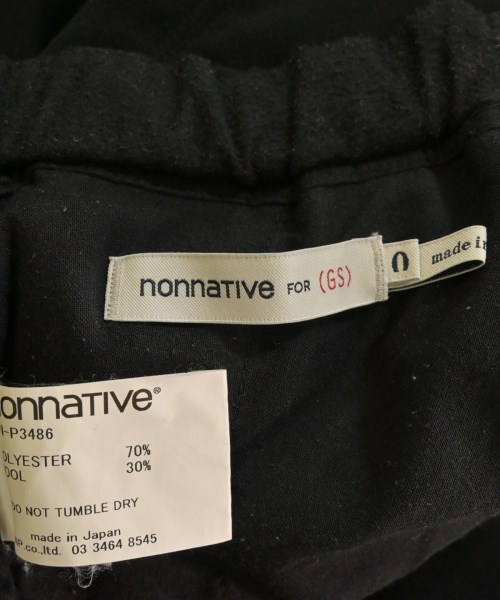 nonnative FOR (GS)
0
made in
onnative®
-P3486
OLYESTER 70%
OOL 30%
DO NOT TUMBLE DRY
made in Japan
.P.co.,ltd. 03 3464 8545